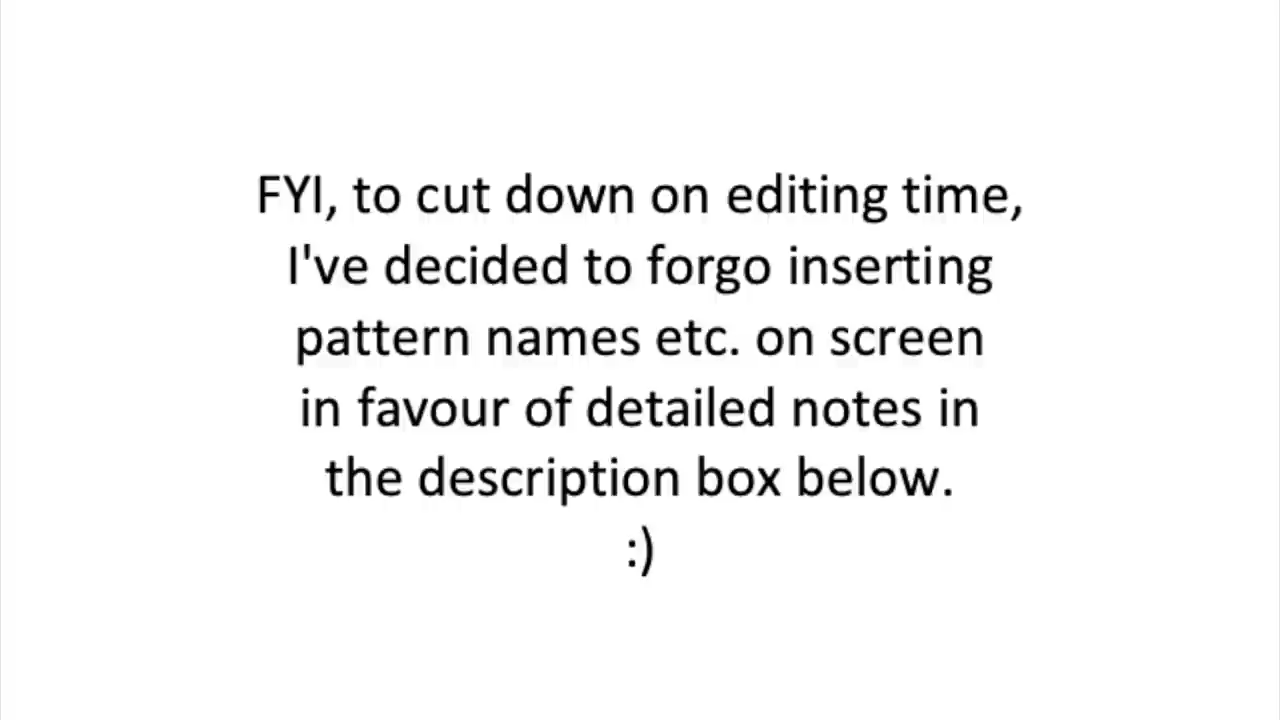 FYI, to cut down on editing time,
I've decided to forgo inserting
pattern names etc. on screen
in favour of detailed notes in
the description box below.
:)